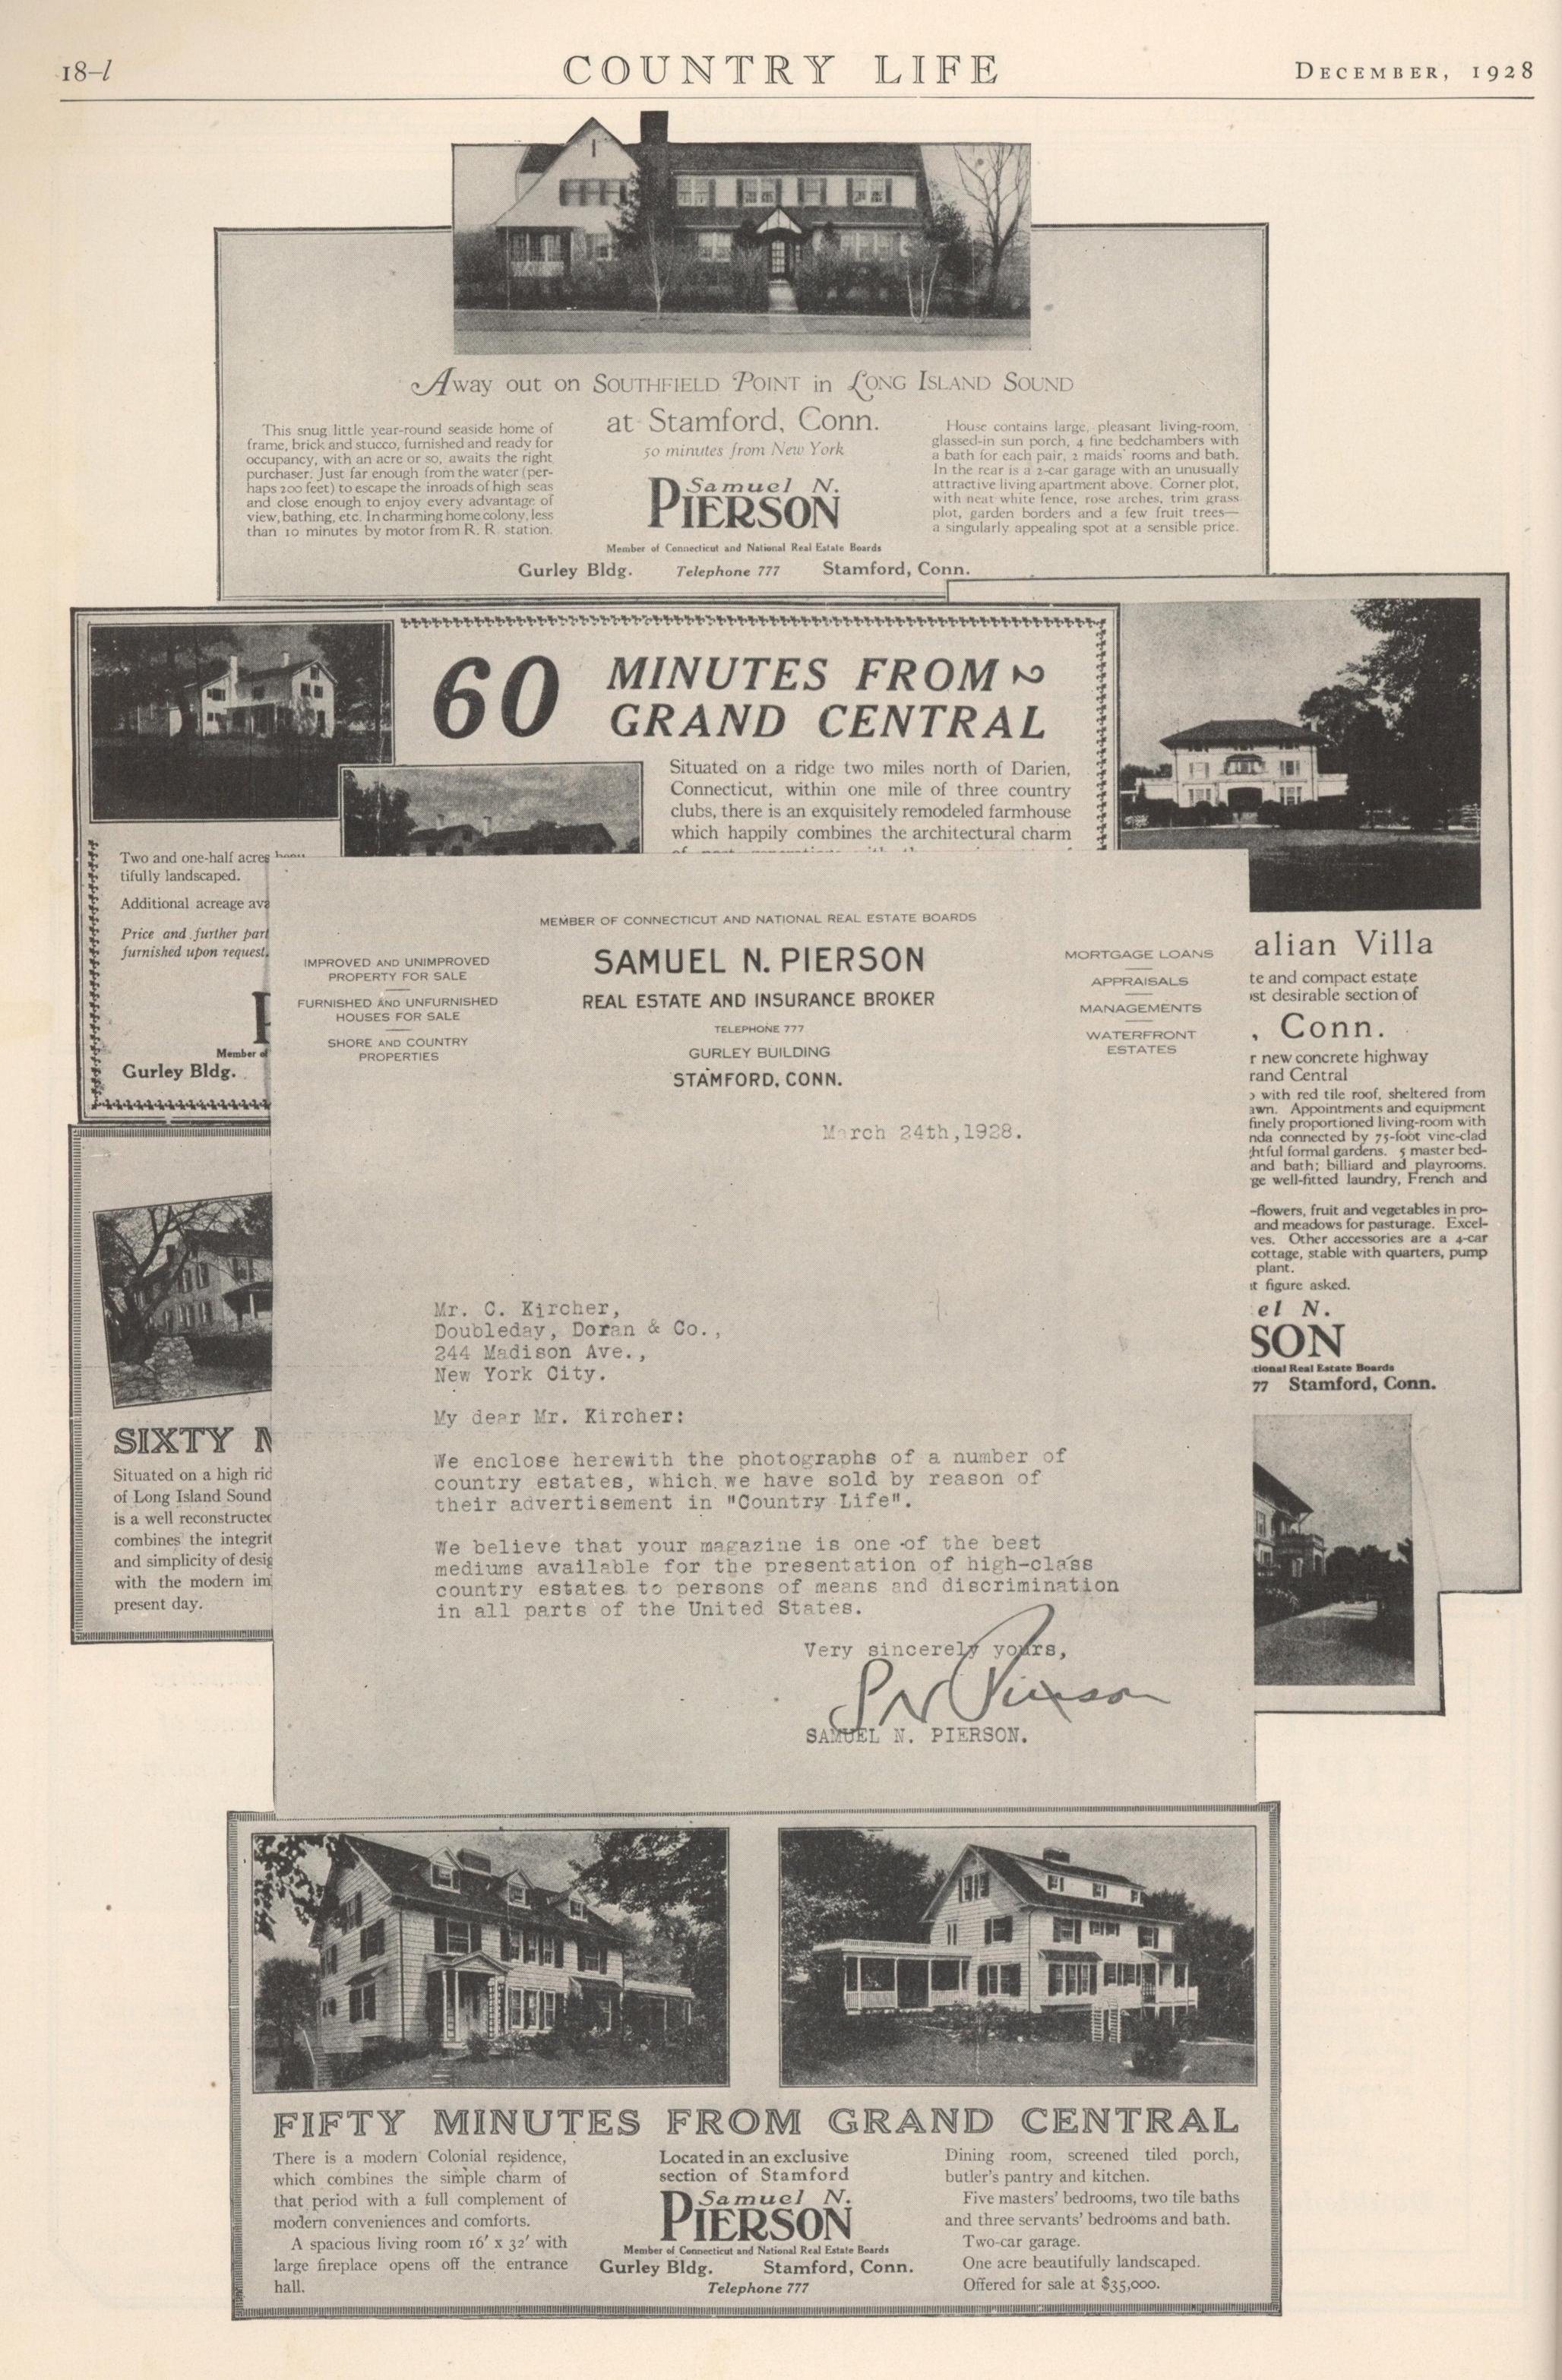 18-l
COUNTRY LIFE
DECEMBER, 1928
Away out on SOUTHFIELD POINT in LONG ISLAND SOUND
at Stamford, Conn.
50 minutes from New York
This snug little year-round seaside home of
frame, brick and stucco, furnished and ready for
occupancy, with an acre or so, awaits the right
purchaser. Just far enough from the water (per-
haps 200 feet) to escape the inroads of high seas
and close enough to enjoy every advantage of
view, bathing, etc. In charming home colony, less
than 10 minutes by motor from R. R. station.
Samuel N.
PIERSON
Member of Connecticut and National Real Estate Boards
Gurley Bldg. Telephone 777 Stamford, Conn.
House contains large, pleasant living-room,
glassed-in sun porch, 4 fine bedchambers with
a bath for each pair, 2 maids' rooms and bath.
In the rear is a 2-car garage with an unusually
attractive living apartment above. Corner plot,
with neat white fence, rose arches, trim grass
plot, garden borders and a few fruit trees—
a singularly appealing spot at a sensible price.
60 MINUTES FROM
GRAND CENTRAL
Situated on a ridge two miles north of Darien,
Connecticut, within one mile of three country
clubs, there is an exquisitely remodeled farmhouse
which happily combines the architectural charm
Two and one-half acres
tifully landscaped.
Additional acreage ava
Price and further part
furnished upon request.
Member of
Gurley Bldg.
SIXTY
Situated on a high rid
of Long Island Sound
is a well reconstructed
combines the integrit
and simplicity of desig
with the modern im
present day.
MEMBER OF CONNECTICUT AND NATIONAL REAL ESTATE BOARDS
SAMUEL N. PIERSON
REAL ESTATE AND INSURANCE BROKER
TELEPHONE 777
GURLEY BUILDING
STAMFORD, CONN.
IMPROVED AND UNIMPROVED
PROPERTY FOR SALE
FURNISHED AND UNFURNISHED
HOUSES FOR SALE
SHORE AND COUNTRY
PROPERTIES
MORTGAGE LOANS
APPRAISALS
MANAGEMENTS
WATERFRONT
ESTATES
March 24th,1928.
Mr. C. Kircher,
Doubleday, Doran & Co.,
244 Madison Ave.,
New York City.
My dear Mr. Kircher:
We enclose herewith the photographs of a number of
country estates, which we have sold by reason of
their advertisement in "Country Life".
We believe that your magazine is one of the best
mediums available for the presentation of high-class
country estates to persons of means and discrimination
in all parts of the United States.
Very sincerely yours,
S N Pierson
SAMUEL N. PIERSON.
alian Villa
te and compact estate
ost desirable section of
, Conn.
r new concrete highway
rand Central
with red tile roof, sheltered from
awn. Appointments and equipment
finely proportioned living-room with
nda connected by 75-foot vine-clad
htful formal gardens. 5 master bed-
and bath; billiard and playrooms.
ge well-fitted laundry, French and
-flowers, fruit and vegetables in pro-
and meadows for pasturage. Excel-
ves. Other accessories are a 4-car
cottage, stable with quarters, pump
plant.
t figure asked.
el N.
SON
tional Real Estate Boards
77 Stamford, Conn.
FIFTY MINUTES FROM GRAND CENTRAL
There is a modern Colonial residence,
which combines the simple charm of
that period with a full complement of
modern conveniences and comforts.
A spacious living room 16' x 32' with
large fireplace opens off the entrance
hall.
Located in an exclusive
section of Stamford
Samuel N.
PIERSON
Member of Connecticut and National Real Estate Boards
Gurley Bldg. Stamford, Conn.
Telephone 777
Dining room, screened tiled porch,
butler's pantry and kitchen.
Five masters' bedrooms, two tile baths
and three servants' bedrooms and bath.
Two-car garage.
One acre beautifully landscaped.
Offered for sale at $35,000.